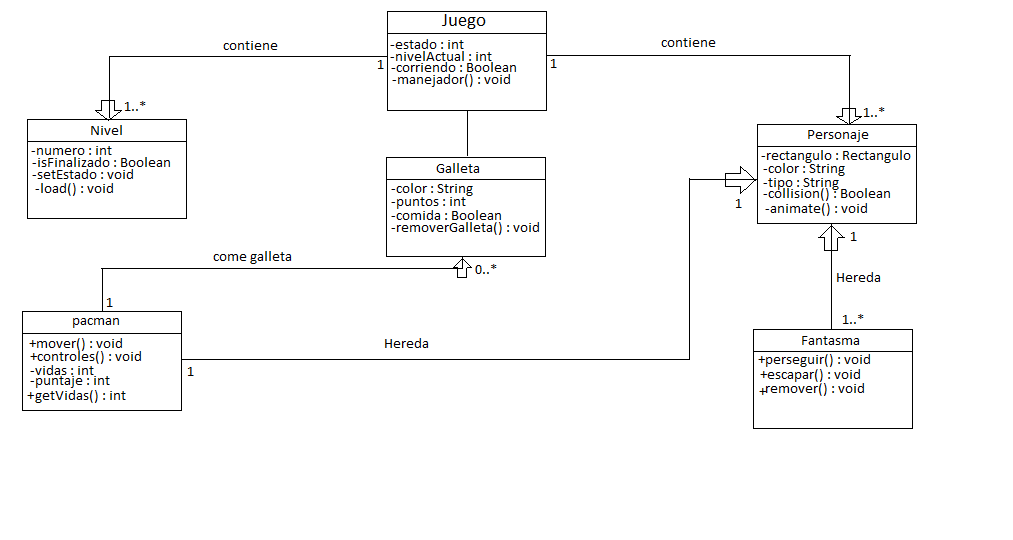 Juego
-estado : int
-nivelActual : int
-corriendo : Boolean
-manejador() : void
contiene
1
1..*
contiene
1
1..*
Nivel
-numero : int
-isFinalizado : Boolean
-setEstado : void
-load() : void
Galleta
-color : String
-puntos : int
-comida : Boolean
-removerGalleta() : void
Personaje
-rectangulo : Rectangulo
-color : String
-tipo : String
-collision() : Boolean
-animate() : void
1
1
come galleta
0..*
1
Hereda
1..*
pacman
+mover() : void
+controles() : void
-vidas : int
-puntaje : int
+getVidas() : int
Hereda
1
Fantasma
+perseguir() : void
+escapar() : void
+remover() : void